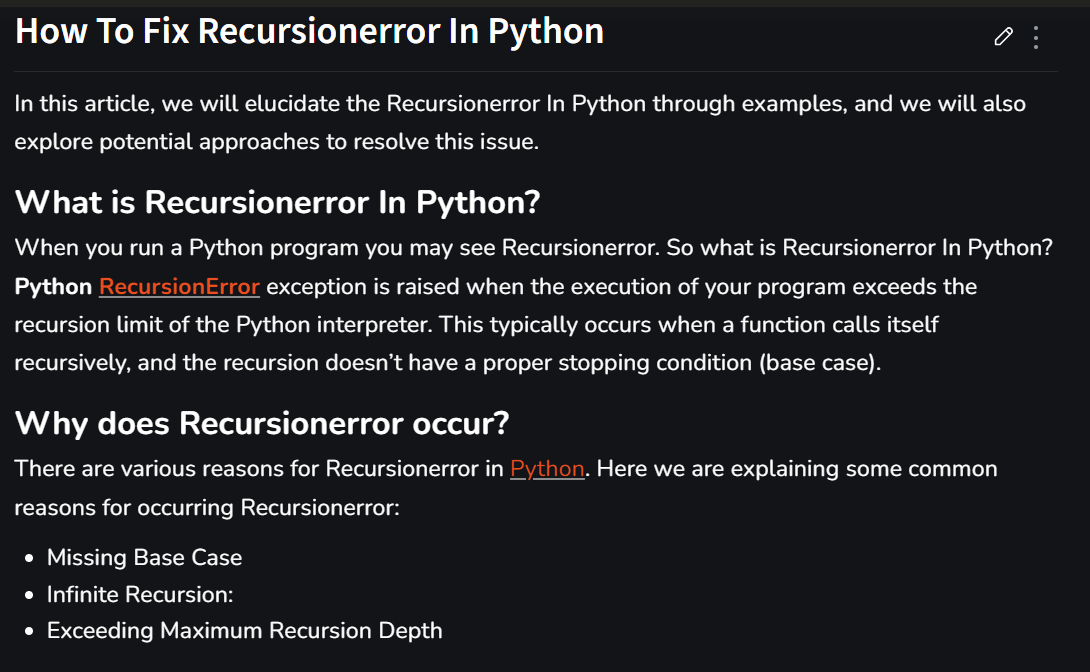 How To Fix Recursionerror In Python
In this article, we will elucidate the Recursionerror In Python through examples, and we will also
explore potential approaches to resolve this issue.
What is Recursionerror In Python?
When you run a Python program you may see Recursionerror. So what is Recursionerror In Python?
Python RecursionError exception is raised when the execution of your program exceeds the
recursion limit of the Python interpreter. This typically occurs when a function calls itself
recursively, and the recursion doesn’t have a proper stopping condition (base case).
Why does Recursionerror occur?
There are various reasons for Recursionerror in Python. Here we are explaining some common
reasons for occurring Recursionerror:
• Missing Base Case
• Infinite Recursion:
• Exceeding Maximum Recursion Depth